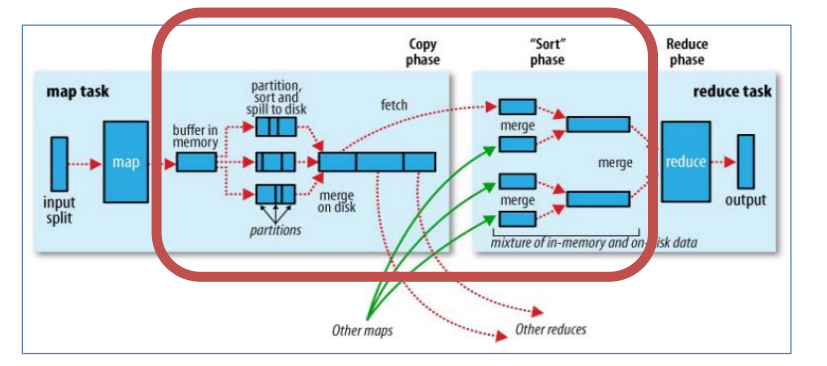 Copy
phase
“Sort”
phase
Reduce
phase
map task
reduce task
partition,
sort and
spill to disk
fetch
buffer in
memory
map
merge
merge
reduce
input
split
merge
on disk
merge
output
partitions
mixture of in-memory and on-disk data
Other maps
Other reduces